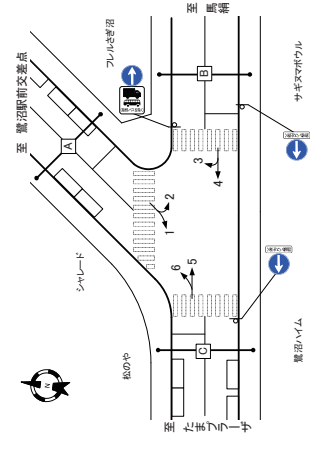 至 鷺沼駅前交差点
至 馬絹
フレルさぎ沼
サギヌマボウル
A
B
C
1
2
3
4
5
6
シャレード
松のや
鷺沼ハイム
至 たまプラーザ
N